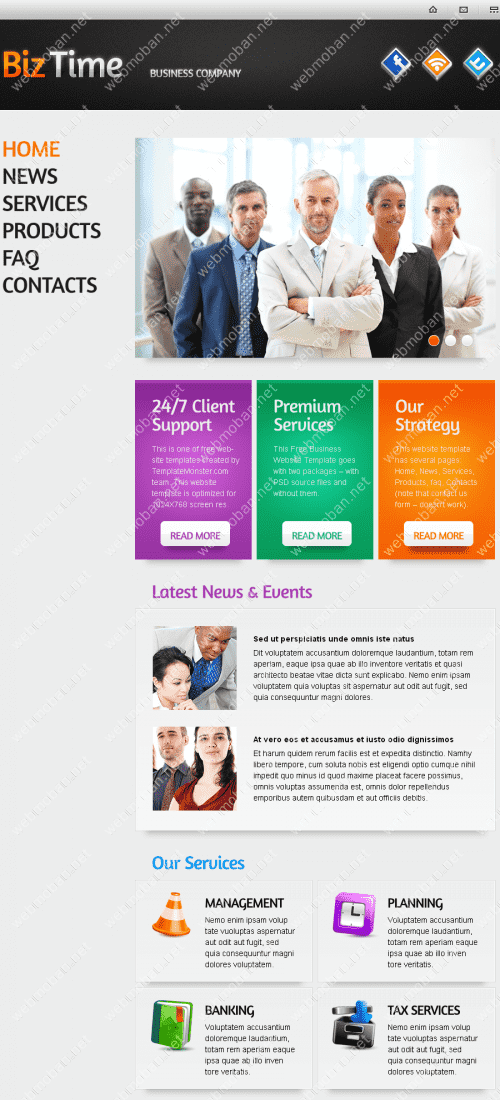 BizTime
BUSINESS COMPANY
HOME
NEWS
SERVICES
PRODUCTS
FAQ
CONTACTS
24/7 Client
Support
This is one of free web-
site templates created by
TemplateMonster.com
team. This website
template is optimized for
1024X768 screen res
READ MORE
Premium
Services
This Free Business
Website Template goes
with two packages – with
PSD source files and
without them.
READ MORE
Our
Strategy
This website template
has several pages:
Home, News, Services,
Products, faq, Contacts
(note that contact us
form – doesn't work).
READ MORE
Latest News & Events
Sed ut perspiciatis unde omnis iste natus
Dit voluptatem accusantium doloremque laudantium, totam rem
aperiam, eaque ipsa quae ab illo inventore veritatis et quasi
architecto beatae vitae dicta sunt explicabo. Nemo enim ipsam
voluptatem quia voluptas sit aspernatur aut odit aut fugit, sed
quia consequuntur magni dolores.
At vero eos et accusamus et iusto odio dignissimos
Et harum quidem rerum facilis est et expedita distinctio. Namhy
libero tempore, cum soluta nobis est eligendi optio cumque nihil
impedit quo minus id quod maxime placeat facere possimus,
omnis voluptas assumenda est, omnis dolor repellendus
emporibus autem quibusdam et aut officiis debibs.
Our Services
MANAGEMENT
Nemo enim ipsam volup
tate vuoluptas aspernatur
aut odit aut fugit, sed
quia consequuntur magni
dolores voluptatem.
PLANNING
Voluptatem accusantium
doloremque laudantium,
totam rem aperiam eaque
ipsa quae ab illo inven
tore veritatis.
BANKING
Voluptatem accusantium
doloremque laudantium,
totam rem aperiam eaque
ipsa quae ab illo inven
tore veritatis.
TAX SERVICES
Nemo enim ipsam volup
tate vuoluptas aspernatur
aut odit aut fugit, sed
quia consequuntur magni
dolores voluptatem.
webmoban.net